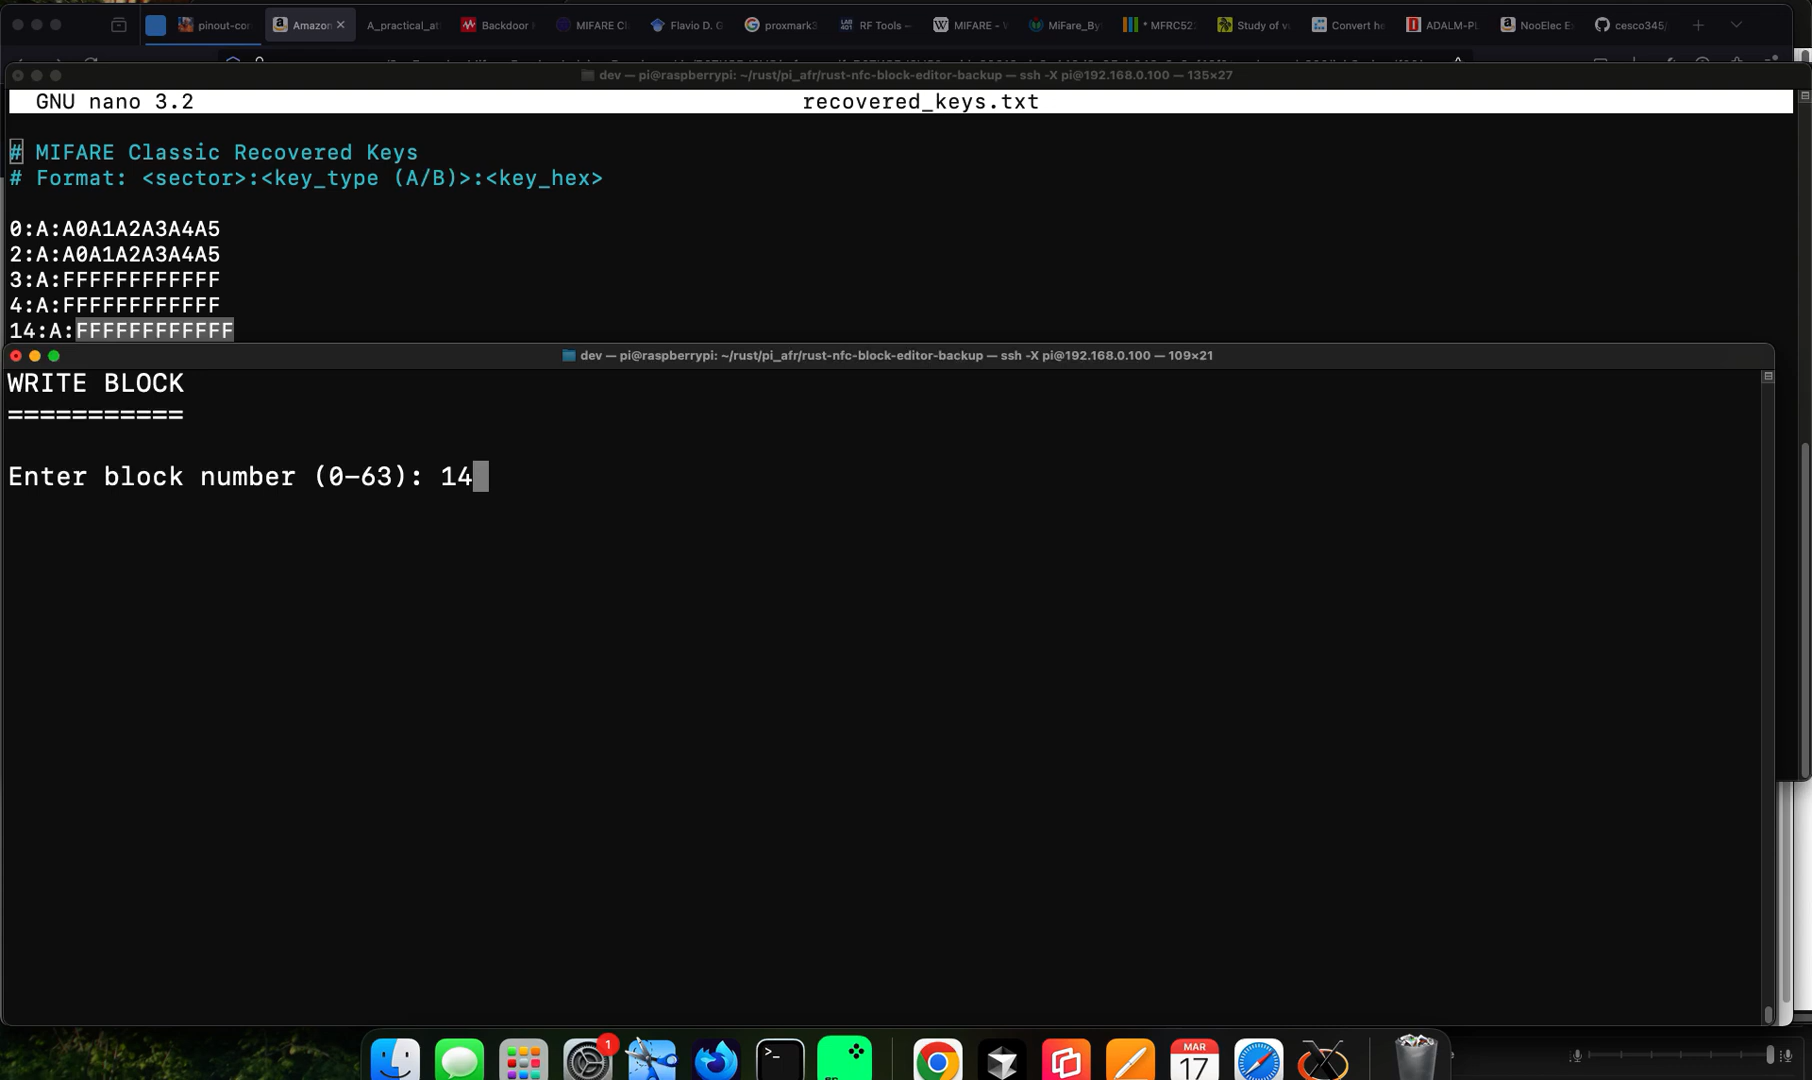 pinout-cor
Amazon
A_practical_at
Backdoor
MIFARE Cl
Flavio D. G
proxmark3
RF Tools –
MIFARE – W
MiFare_By
* MFRC522
Study of v
Convert he
ADALM-PL
NooElec E
cesco345/
dev — pi@raspberrypi: ~/rust/pi_afr/rust-nfc-block-editor-backup — ssh -X pi@192.168.0.100 — 135×27
GNU nano 3.2 recovered_keys.txt
# MIFARE Classic Recovered Keys
# Format: <sector>:<key_type (A/B)>:<key_hex>
0:A:A0A1A2A3A4A5
2:A:A0A1A2A3A4A5
3:A:FFFFFFFFFFFF
4:A:FFFFFFFFFFFF
14:A:FFFFFFFFFFFF
dev — pi@raspberrypi: ~/rust/pi_afr/rust-nfc-block-editor-backup — ssh -X pi@192.168.0.100 — 109×21
WRITE BLOCK
===========
Enter block number (0-63): 14
1
MAR
17